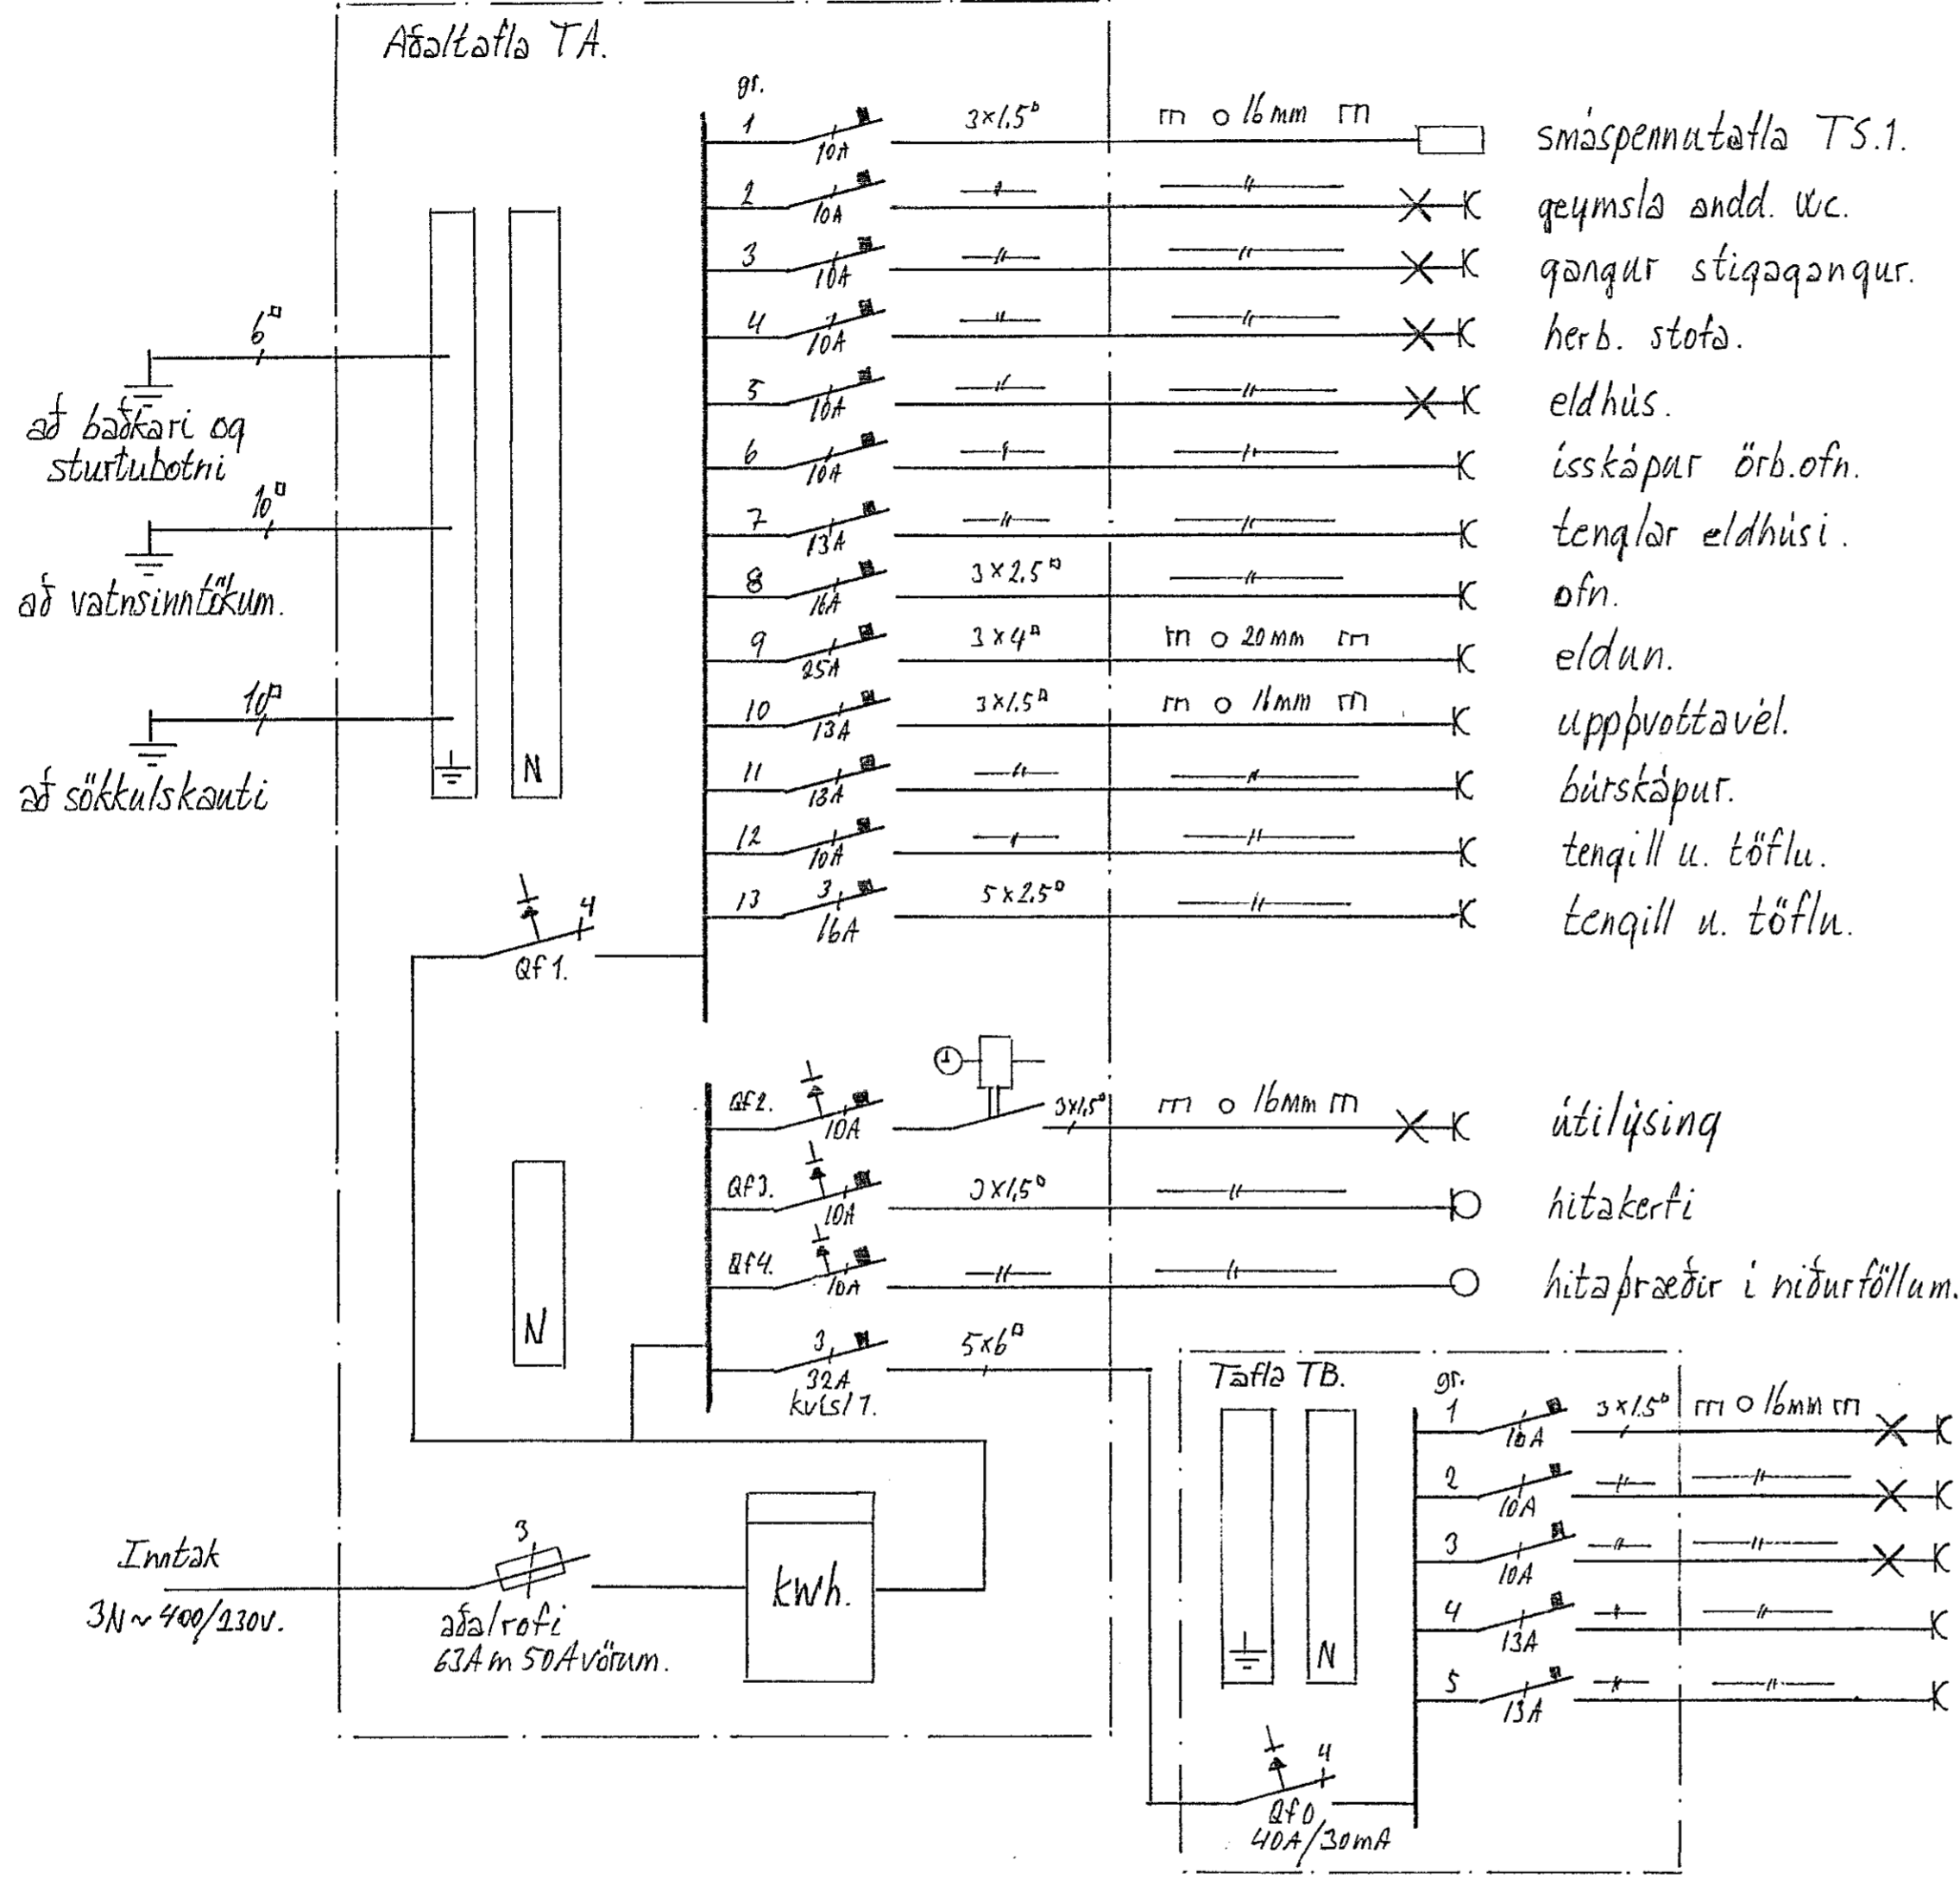 Aðaltafla TA.
gr.
1 10A 3×1.5▫ m o 16mm m smáspennutafla TS.1.
2 10A geymsla andd. wc.
3 10A gangur stigagangur.
4 10A herb. stofa.
5 10A eldhús.
6 10A ísskápur örb.ofn.
7 13A tenglar eldhúsi.
8 16A 3×2.5▫ ofn.
9 25A 3×4▫ m o 20mm m eldun.
10 13A 3×1.5▫ m o 16mm m uppþvottavél.
11 13A búrskápur.
12 10A tengill u. töflu.
13 3 16A 5×2.5▫ tengill u. töflu.
6▫
að baðkari og
sturtubotni
10▫
að vatnsinntökum.
10▫
að sökkulskauti
N
4
Qf1.
Qf2. 10A 3×1,5▫ m o 16mm m útilýsing
Qf3. 10A 3×1,5▫ hitakerfi
Qf4. 10A hitaþræðir í niðurföllum.
N
3 32A 5×6▫
kvísl 1.
Inntak
3N~400/230V.
3
aðalrofi
63A m 50A vörum.
kwh.
Tafla TB.
gr.
1 10A 3×1.5▫ m o 16mm m
2 10A
3 10A
4 13A
5 13A
N
4
Qf0
40A/30mA